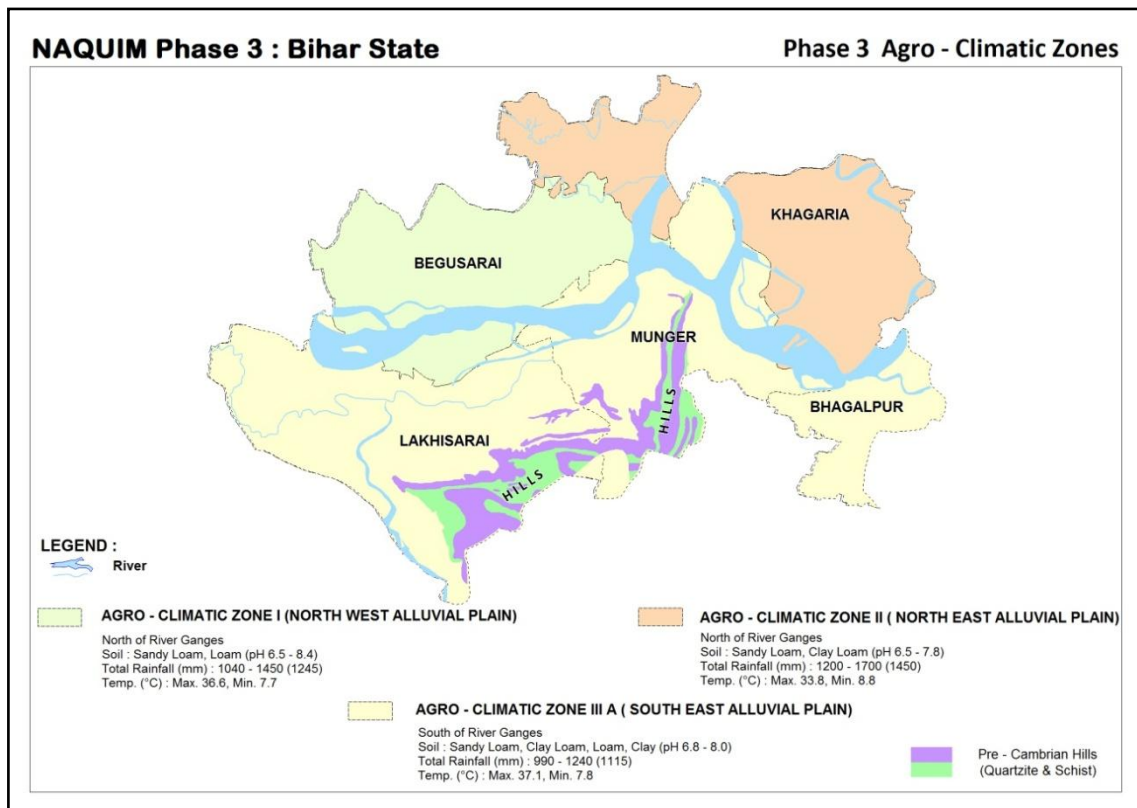 NAQUIM Phase 3 : Bihar State
Phase 3 Agro - Climatic Zones
KHAGARIA
BEGUSARAI
MUNGER
BHAGALPUR
HILLS
LAKHISARAI
HILLS
LEGEND :
River
AGRO - CLIMATIC ZONE I (NORTH WEST ALLUVIAL PLAIN)
North of River Ganges
Soil : Sandy Loam, Loam (pH 6.5 - 8.4)
Total Rainfall (mm) : 1040 - 1450 (1245)
Temp. (°C) : Max. 36.6, Min. 7.7
AGRO - CLIMATIC ZONE II ( NORTH EAST ALLUVIAL PLAIN)
North of River Ganges
Soil : Sandy Loam, Clay Loam (pH 6.5 - 7.8)
Total Rainfall (mm) : 1200 - 1700 (1450)
Temp. (°C) : Max. 33.8, Min. 8.8
AGRO - CLIMATIC ZONE III A ( SOUTH EAST ALLUVIAL PLAIN)
South of River Ganges
Soil : Sandy Loam, Clay Loam, Loam, Clay (pH 6.8 - 8.0)
Total Rainfall (mm) : 990 - 1240 (1115)
Temp. (°C) : Max. 37.1, Min. 7.8
Pre - Cambrian Hills
(Quartzite & Schist)